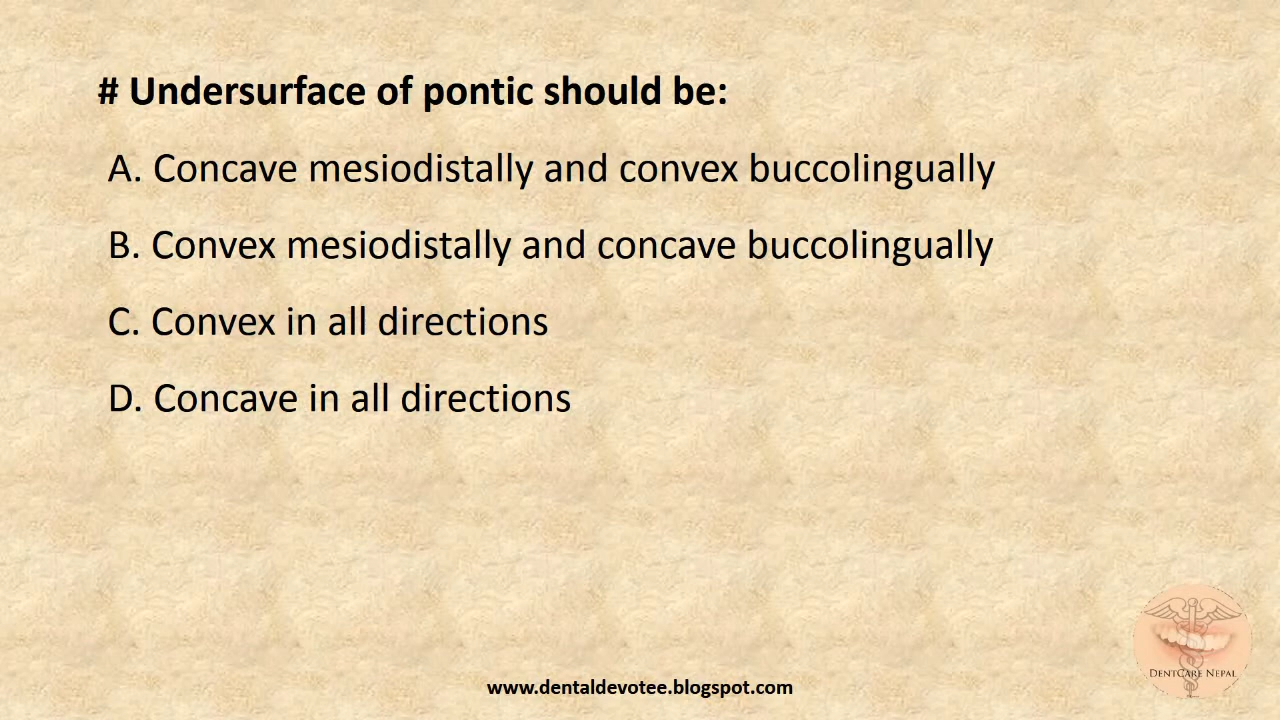 # Undersurface of pontic should be:
A. Concave mesiodistally and convex buccolingually
B. Convex mesiodistally and concave buccolingually
C. Convex in all directions
D. Concave in all directions
DENTCARE NEPAL
www.dentaldevotee.blogspot.com